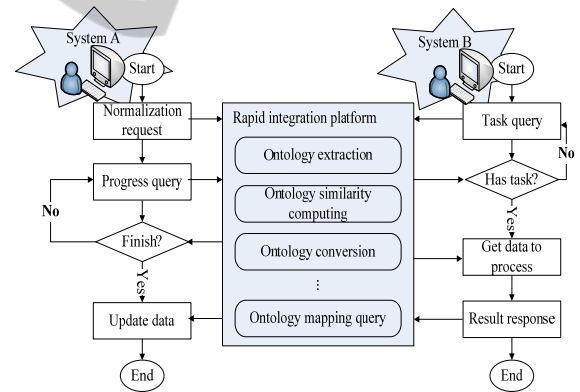 System A
Start
Normalization
request
Progress query
No
Finish?
Yes
Update data
End
Rapid integration platform
Ontology extraction
Ontology similarity
computing
Ontology conversion
⋮
Ontology mapping query
System B
Start
Task query
No
Has task?
Yes
Get data to
process
Result response
End